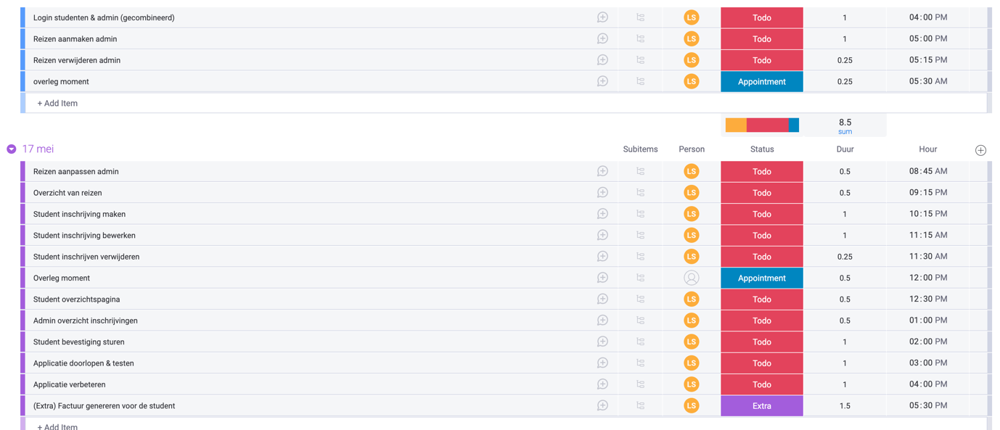 Login studenten & admin (gecombineerd) LS Todo 1 04:00 PM
Reizen aanmaken admin LS Todo 1 05:00 PM
Reizen verwijderen admin LS Todo 0.25 05:15 PM
overleg moment LS Appointment 0.25 05:30 AM
+ Add Item
8.5
sum
17 mei Subitems Person Status Duur Hour
Reizen aanpassen admin LS Todo 0.5 08:45 AM
Overzicht van reizen LS Todo 0.5 09:15 PM
Student inschrijving maken LS Todo 1 10:15 PM
Student inschrijving bewerken LS Todo 1 11:15 AM
Student inschrijven verwijderen LS Todo 0.25 11:30 AM
Overleg moment Appointment 0.5 12:00 PM
Student overzichtspagina LS Todo 0.5 12:30 PM
Admin overzicht inschrijvingen LS Todo 0.5 01:00 PM
Student bevestiging sturen LS Todo 1 02:00 PM
Applicatie doorlopen & testen LS Todo 1 03:00 PM
Applicatie verbeteren LS Todo 1 04:00 PM
(Extra) Factuur genereren voor de student LS Extra 1.5 05:30 PM
+ Add Item